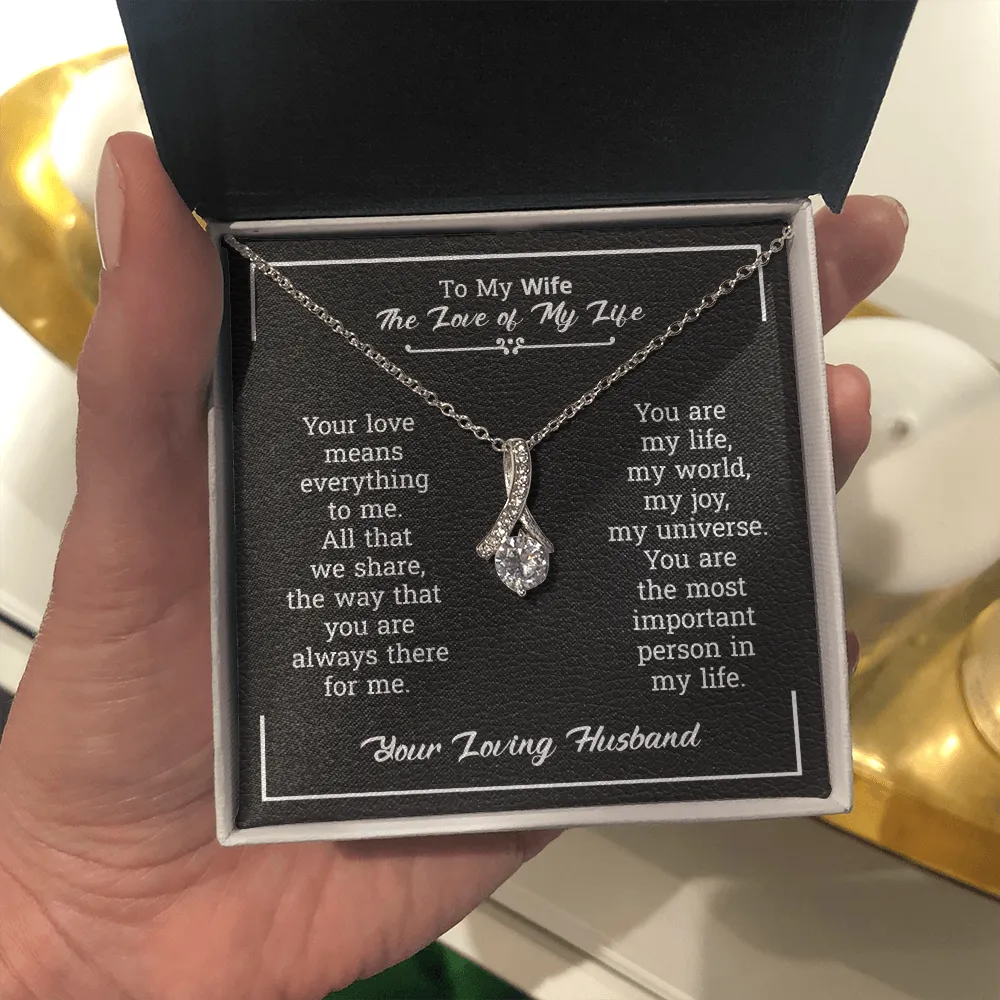 To My Wife
The Love of My Life
Your love
means
everything
to me.
All that
we share,
the way that
you are
always there
for me.
You are
my life,
my world,
my joy,
my universe.
You are
the most
important
person in
my life.
Your Loving Husband